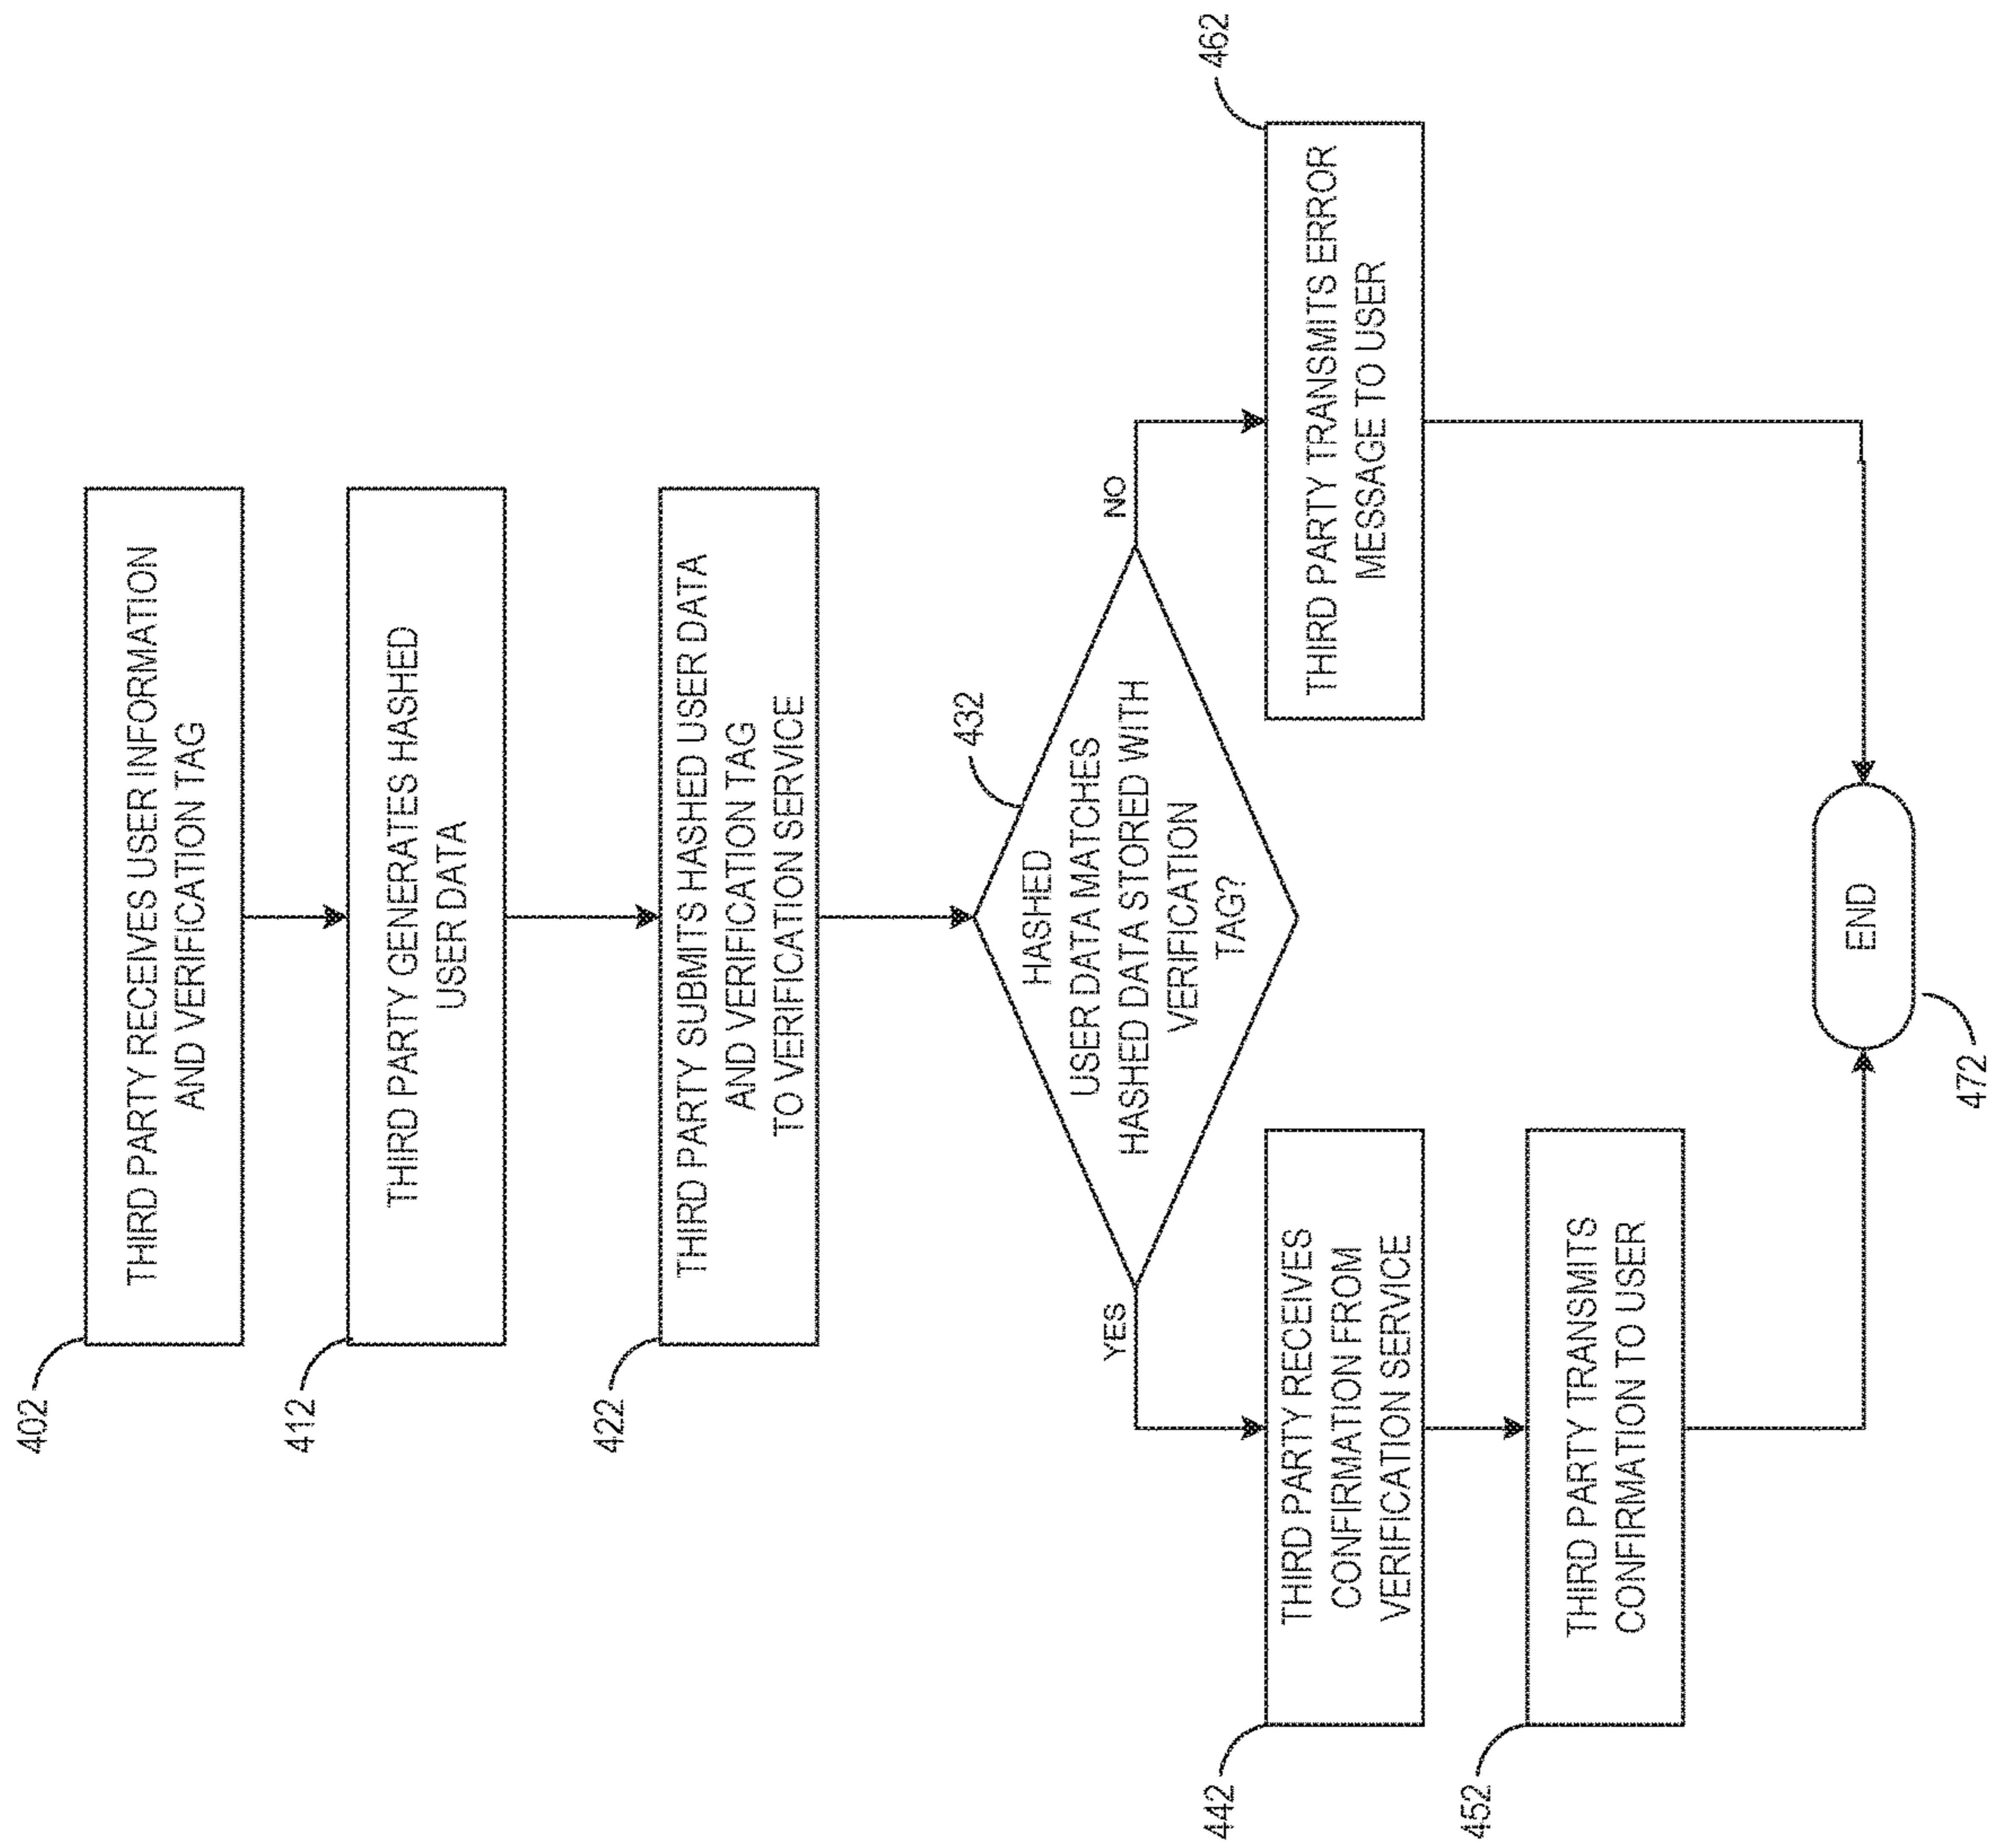 402
THIRD PARTY RECEIVES USER INFORMATION
AND VERIFICATION TAG
412
THIRD PARTY GENERATES HASHED
USER DATA
422
THIRD PARTY SUBMITS HASHED USER DATA
AND VERIFICATION TAG
TO VERIFICATION SERVICE
432
HASHED
USER DATA MATCHES
HASHED DATA STORED WITH
VERIFICATION
TAG?
YES
NO
442
THIRD PARTY RECEIVES
CONFIRMATION FROM
VERIFICATION SERVICE
462
THIRD PARTY TRANSMITS ERROR
MESSAGE TO USER
452
THIRD PARTY TRANSMITS
CONFIRMATION TO USER
END
472